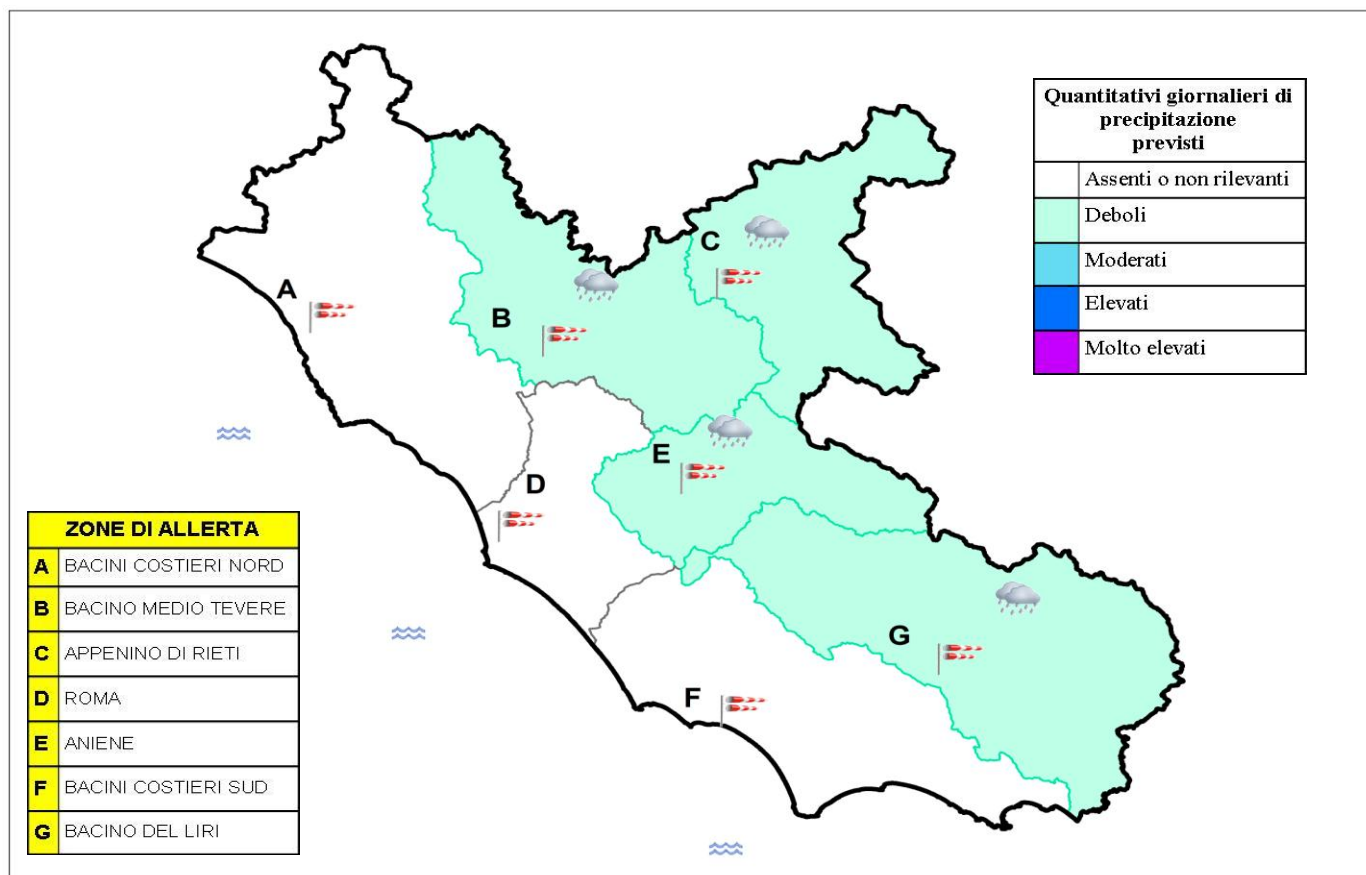 Quantitativi giornalieri di
precipitazione
previsti
Assenti o non rilevanti
Deboli
Moderati
Elevati
Molto elevati
C
A
B
E
D
G
F
ZONE DI ALLERTA
A BACINI COSTIERI NORD
B BACINO MEDIO TEVERE
C APPENINO DI RIETI
D ROMA
E ANIENE
F BACINI COSTIERI SUD
G BACINO DEL LIRI